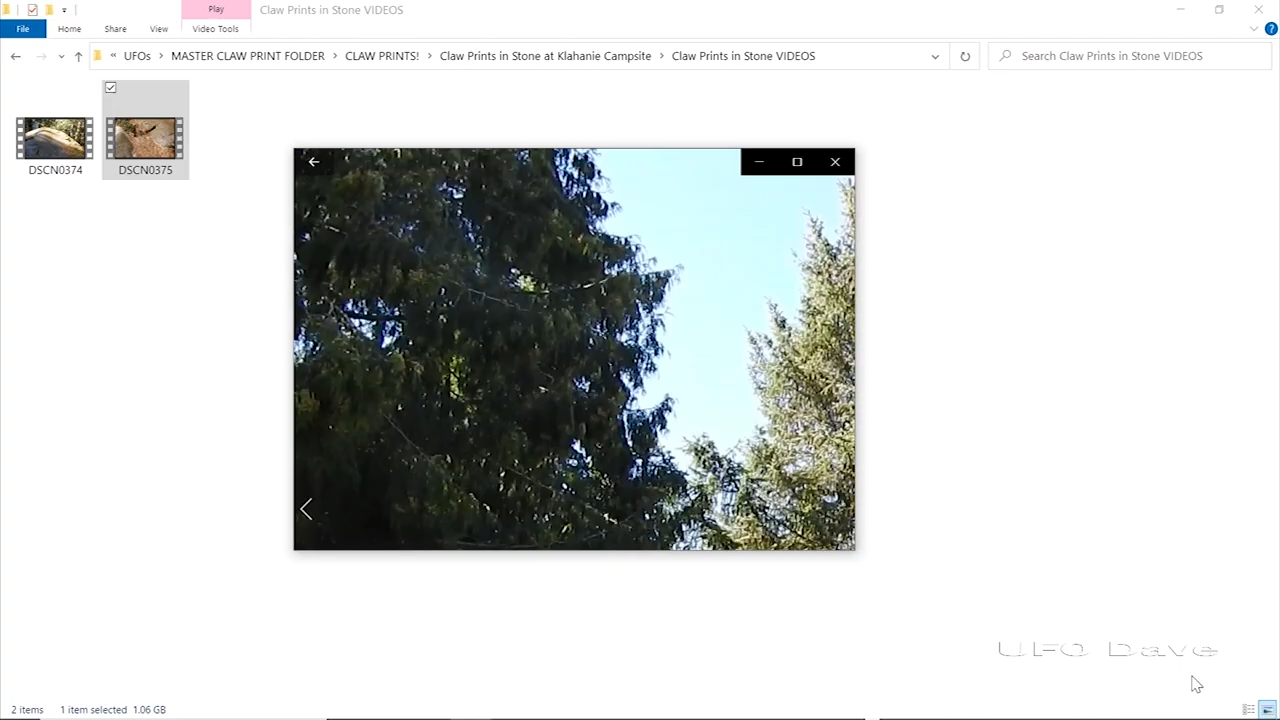 Play
Claw Prints in Stone VIDEOS
File
Home
Share
View
Video Tools
« UFOs > MASTER CLAW PRINT FOLDER > CLAW PRINTS! > Claw Prints in Stone at Klahanie Campsite > Claw Prints in Stone VIDEOS
Search Claw Prints in Stone VIDEOS
DSCN0374
DSCN0375
UFO Dave
2 items
1 item selected 1.06 GB